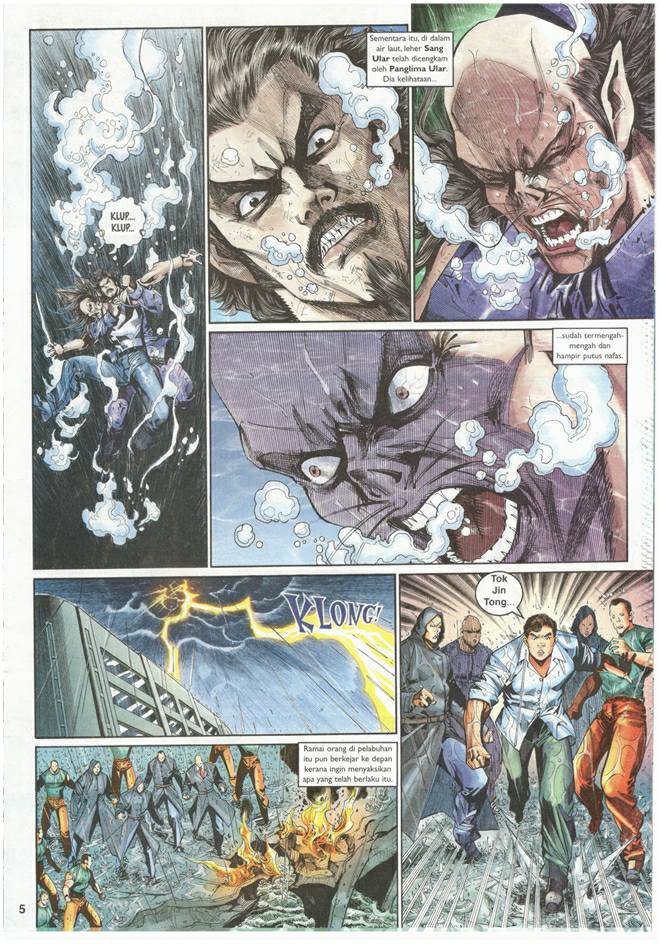 KLUP....
KLUP...
Sementara itu, di dalam
air laut, leher Sang
Ular telah dicengkam
oleh Panglima Ular.
Dia kelihataan...
...sudah termengah-
mengah dan
hampir putus nafas.
KLONG!
Tok
Jin
Tong...
Ramai orang di pelabuhan
itu pun berkejar ke depan
kerana ingin menyaksikan
apa yang telah berlaku itu.
5